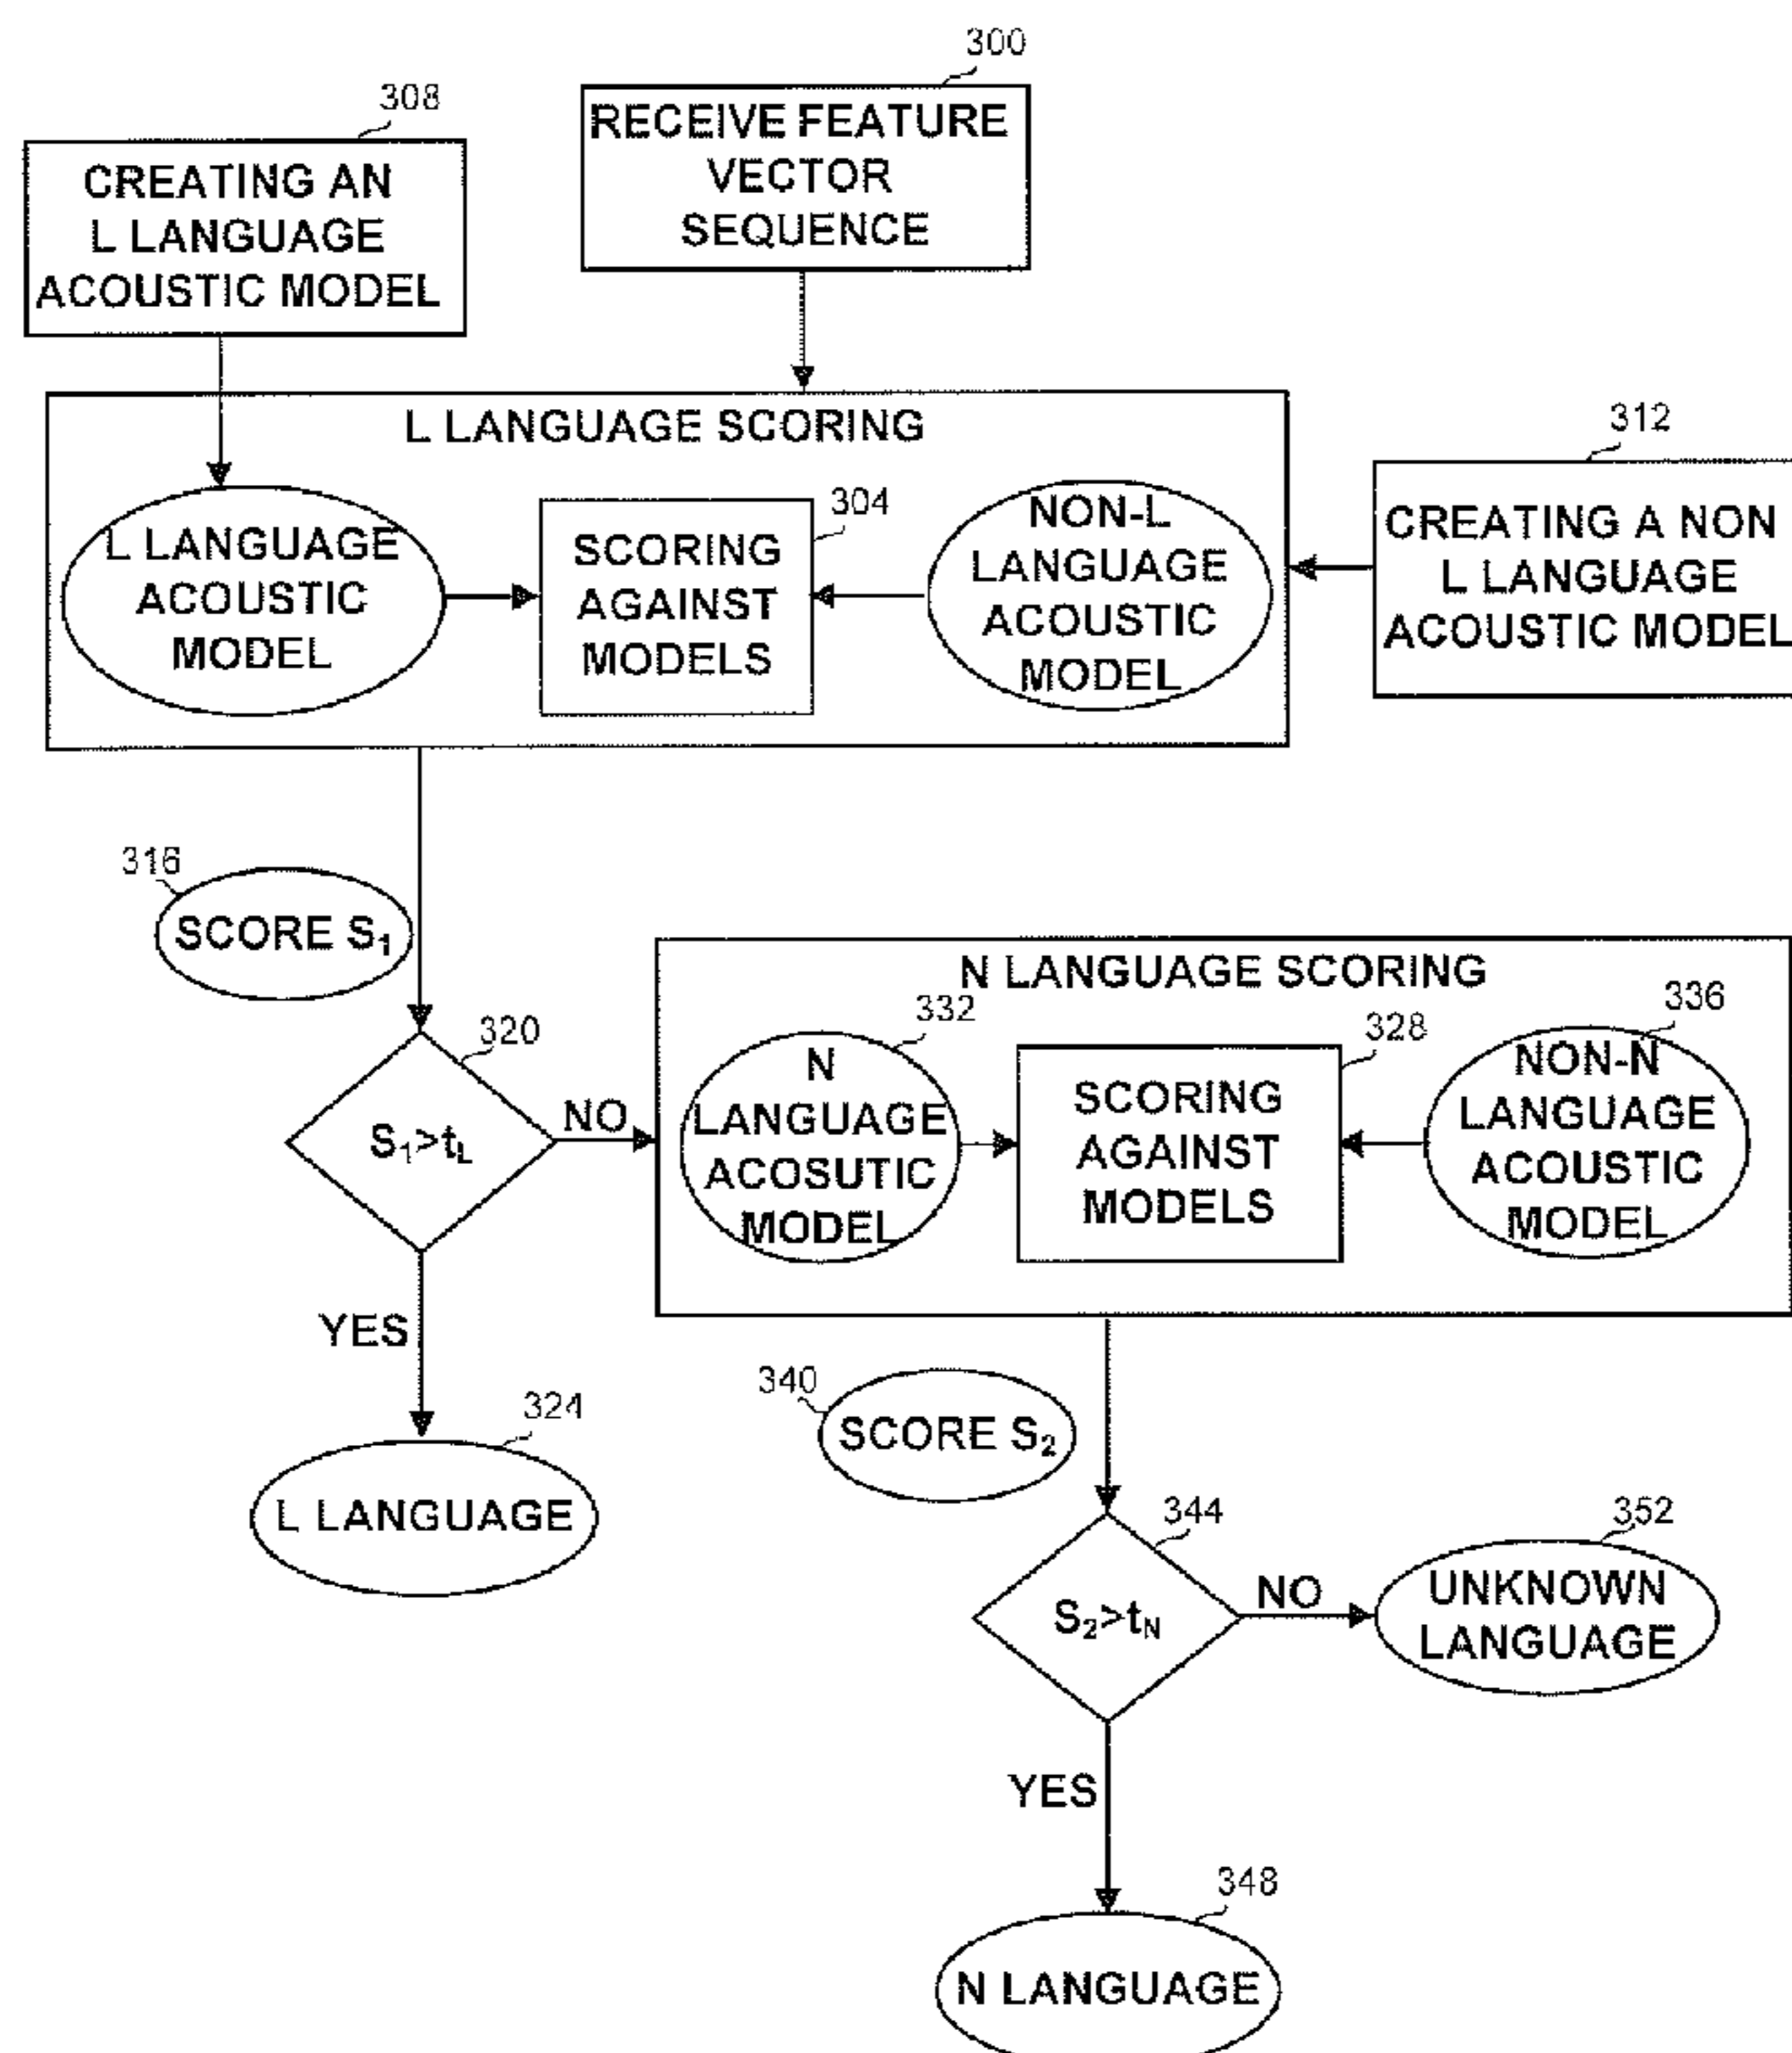 300
308
RECEIVE FEATURE
VECTOR
SEQUENCE
CREATING AN
L LANGUAGE
ACOUSTIC MODEL
L LANGUAGE SCORING
312
304
L LANGUAGE
ACOUSTIC
MODEL
SCORING
AGAINST
MODELS
NON-L
LANGUAGE
ACOUSTIC
MODEL
CREATING A NON
L LANGUAGE
ACOUSTIC MODEL
316
SCORE S₁
N LANGUAGE SCORING
320
332
328
336
S₁>t_L
NO
N
LANGUAGE
ACOSUTIC
MODEL
SCORING
AGAINST
MODELS
NON-N
LANGUAGE
ACOUSTIC
MODEL
YES
340
SCORE S₂
324
L LANGUAGE
344
352
S₂>t_N
NO
UNKNOWN
LANGUAGE
YES
348
N LANGUAGE